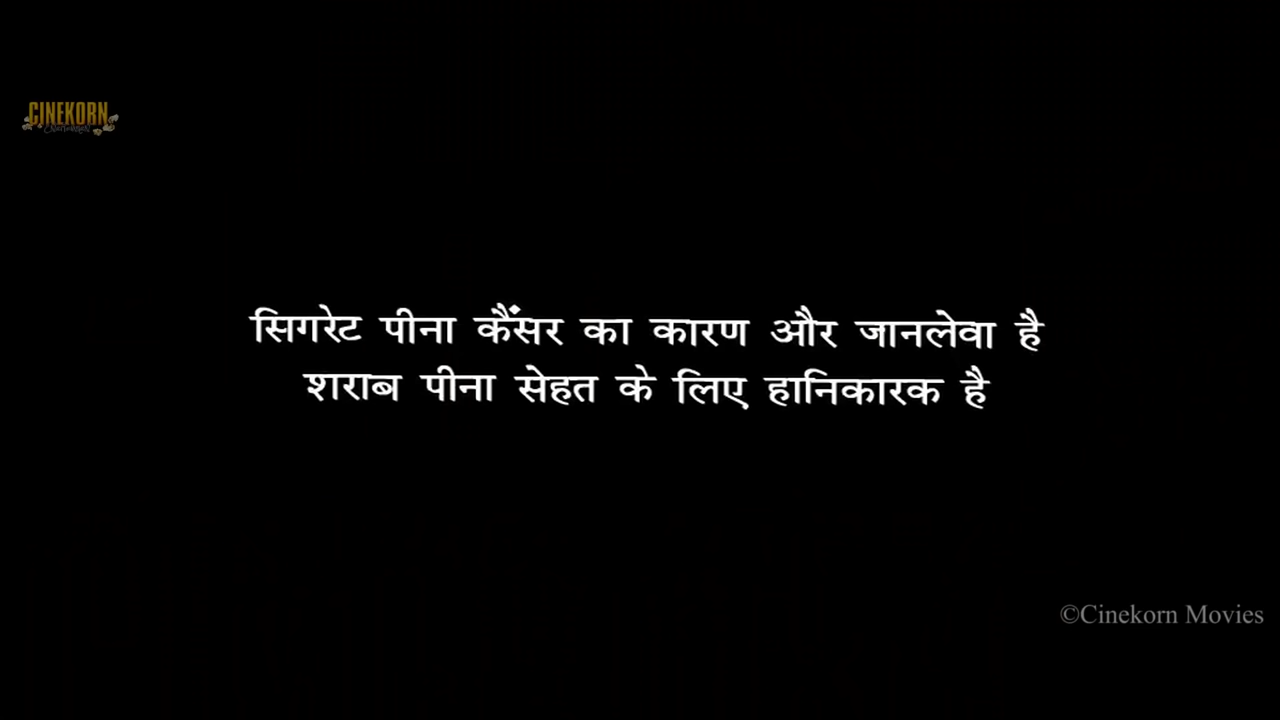 CINEKORN
सिगरेट पीना कैंसर का कारण और जानलेवा है
शराब पीना सेहत के लिए हानिकारक है
©Cinekorn Movies